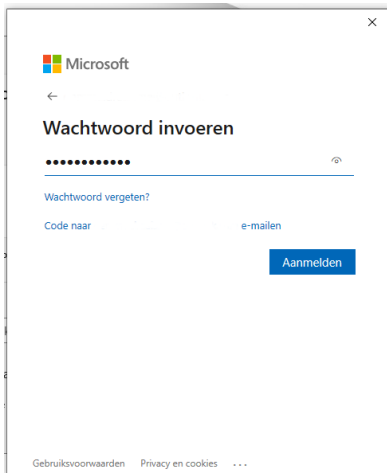 Microsoft
Wachtwoord invoeren
••••••••••••
Wachtwoord vergeten?
Code naar e-mailen
Aanmelden
Gebruiksvoorwaarden Privacy en cookies ...